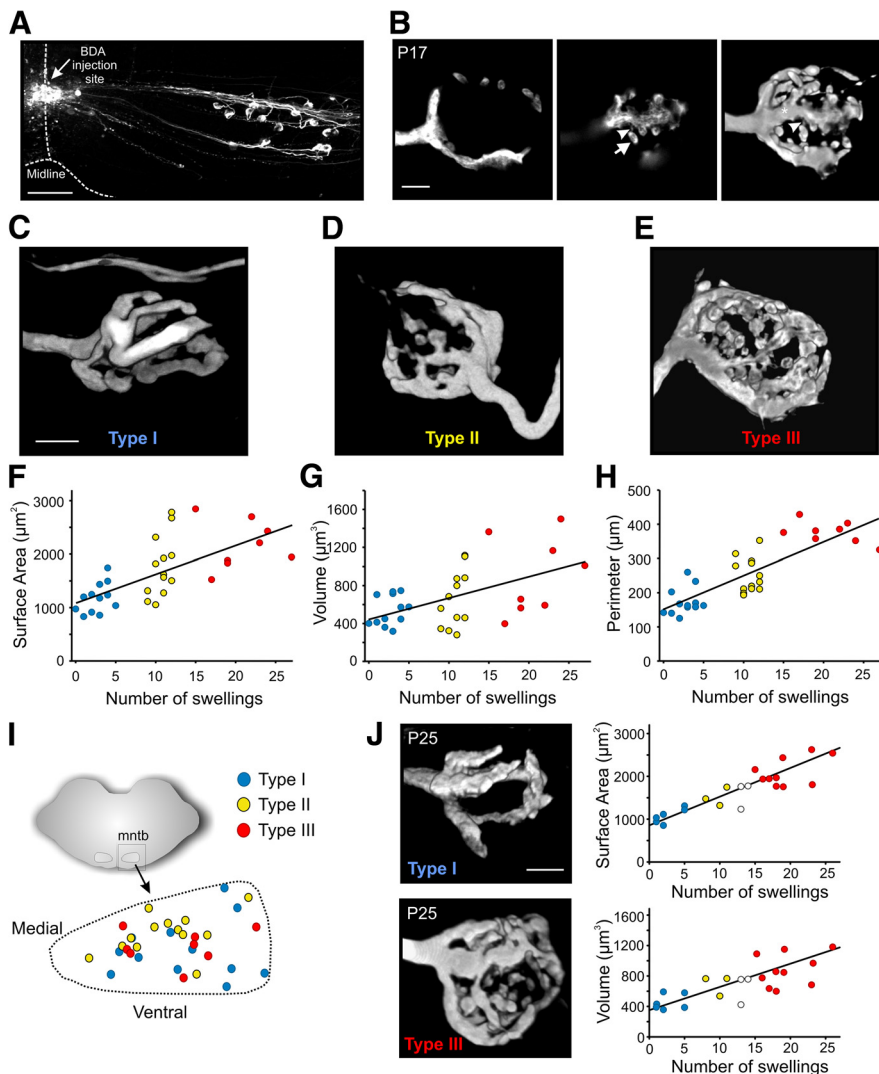 A
BDA
injection
site
Midline
B
P17
*
C
Type I
D
Type II
E
Type III
F
Surface Area (µm²)
3000
2000
1000
0
0 5 10 15 20 25
Number of swellings
G
Volume (µm³)
1600
1200
800
400
0
0 5 10 15 20 25
Number of swellings
H
Perimeter (µm)
500
400
300
200
100
0
0 5 10 15 20 25
Number of swellings
I
mntb
Type I
Type II
Type III
Medial
Ventral
J
P25
Type I
Surface Area (µm²)
3000
2000
1000
0
0 5 10 15 20 25
Number of swellings
P25
Type III
Volume (µm³)
1600
1200
800
400
0
0 5 10 15 20 25
Number of swellings